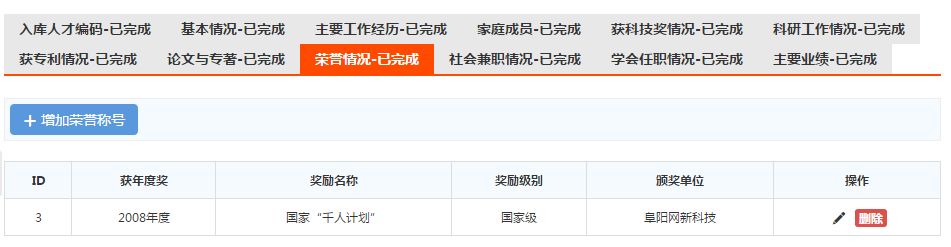 入库人才编码-已完成 基本情况-已完成 主要工作经历-已完成 家庭成员-已完成 获科技奖情况-已完成 科研工作情况-已完成
获专利情况-已完成 论文与专著-已完成 荣誉情况-已完成 社会兼职情况-已完成 学会任职情况-已完成 主要业绩-已完成
+ 增加荣誉称号
ID 获年度奖 奖励名称 奖励级别 颁奖单位 操作
3 2008年度 国家“千人计划” 国家级 阜阳网新科技 删除